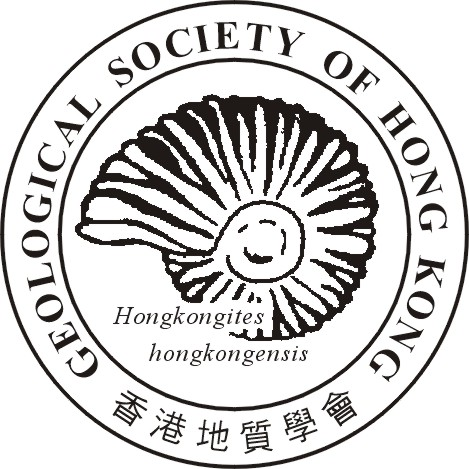 GEOLOGICAL SOCIETY OF HONG KONG
Hongkongites
hongkongensis
香港地質學會